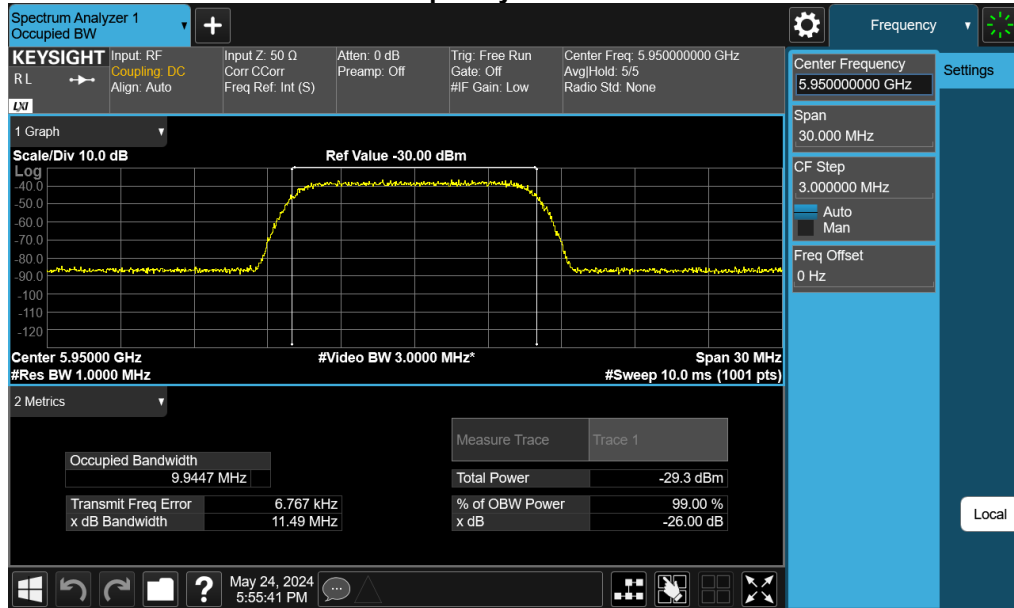 Spectrum Analyzer 1
Occupied BW
Frequency
KEYSIGHT
R L
LXI
Input: RF
Coupling: DC
Align: Auto
Input Z: 50 Ω
Corr CCorr
Freq Ref: Int (S)
Atten: 0 dB
Preamp: Off
Trig: Free Run
Gate: Off
#IF Gain: Low
Center Freq: 5.950000000 GHz
Avg|Hold: 5/5
Radio Std: None
Center Frequency
5.950000000 GHz
Settings
Span
30.000 MHz
CF Step
3.000000 MHz
Auto
Man
Freq Offset
0 Hz
Local
1 Graph
Scale/Div 10.0 dB
Ref Value -30.00 dBm
Log
-40.0
-50.0
-60.0
-70.0
-80.0
-90.0
-100
-110
-120
Center 5.95000 GHz
#Video BW 3.0000 MHz*
Span 30 MHz
#Res BW 1.0000 MHz
#Sweep 10.0 ms (1001 pts)
2 Metrics
Measure Trace Trace 1
Occupied Bandwidth
9.9447 MHz
Total Power -29.3 dBm
Transmit Freq Error 6.767 kHz
% of OBW Power 99.00 %
x dB Bandwidth 11.49 MHz
x dB -26.00 dB
?
May 24, 2024
5:55:41 PM